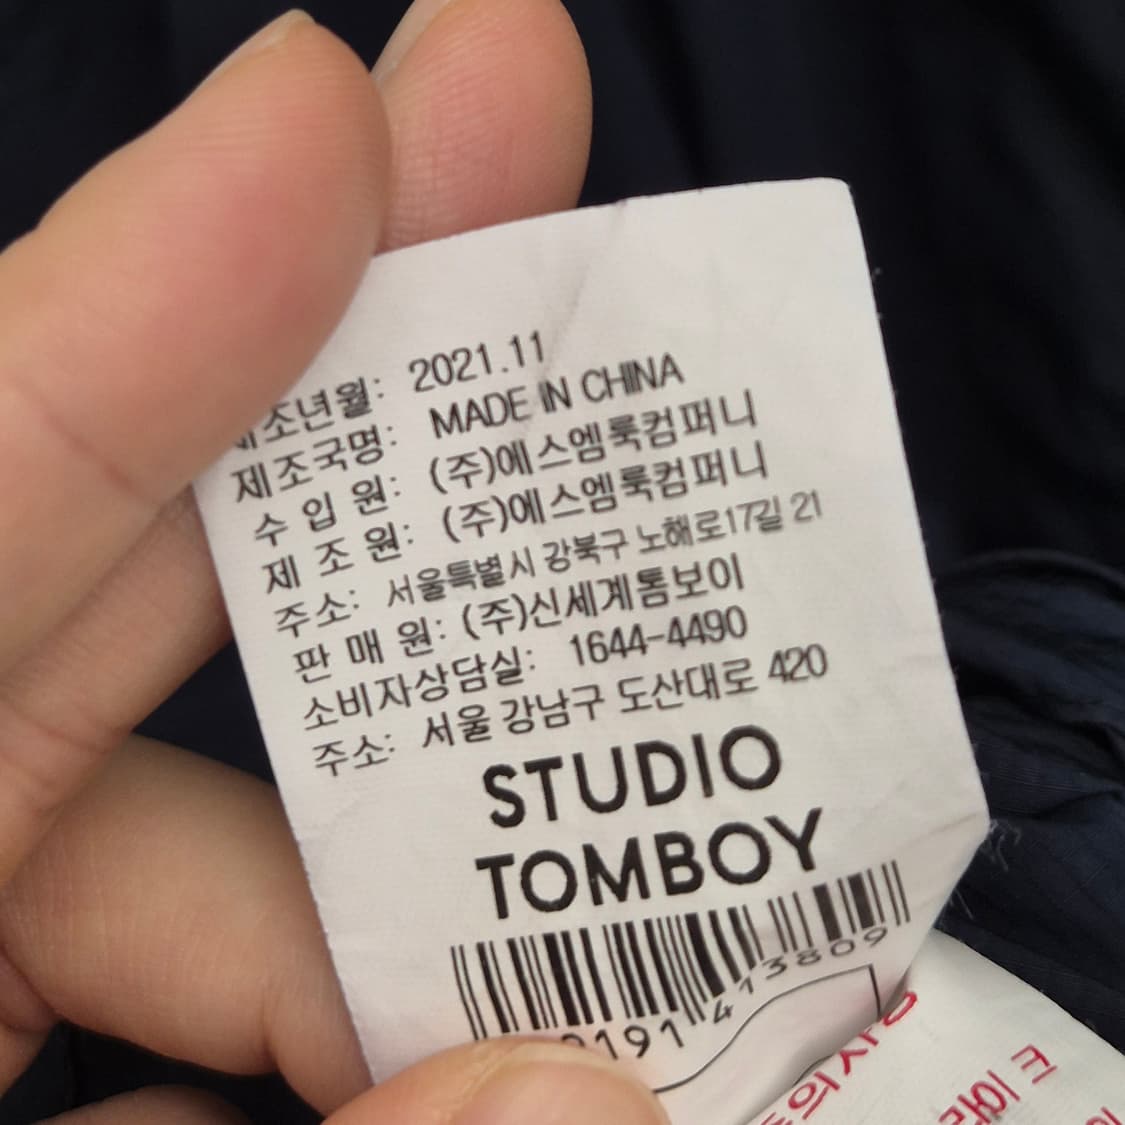 제조년월: 2021.11
제조국명: MADE IN CHINA
수 입 원: (주)에스엠룩컴퍼니
제 조 원: (주)에스엠룩컴퍼니
주소: 서울특별시 강북구 노해로17길 21
판 매 원: (주)신세계톰보이
소비자상담실: 1644-4490
주소: 서울 강남구 도산대로 420
STUDIO
TOMBOY
9191 413809